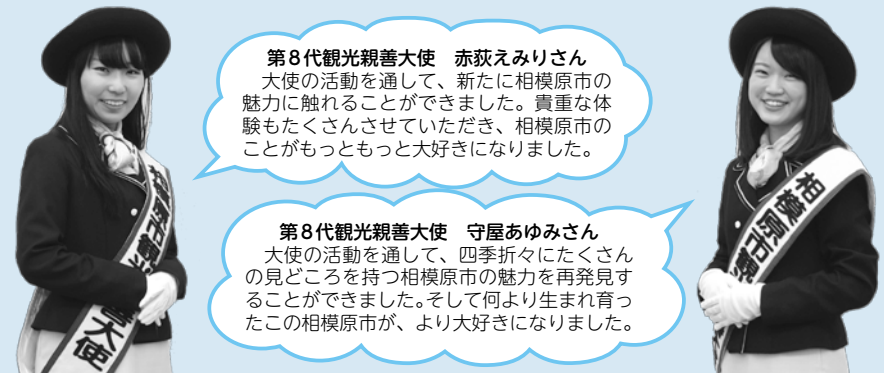 第８代観光親善大使　赤荻えみりさん
　大使の活動を通して、新たに相模原市の
魅力に触れることができました。貴重な体
験もたくさんさせていただき、相模原市の
ことがもっともっと大好きになりました。
第８代観光親善大使　守屋あゆみさん
　大使の活動を通して、四季折々にたくさん
の見どころを持つ相模原市の魅力を再発見す
ることができました。そして何より生まれ育っ
たこの相模原市が、より大好きになりました。
相模原市観光
善大使
相模原市観